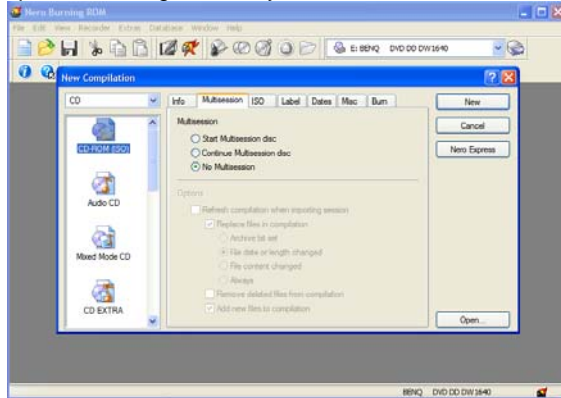 Nero Burning ROM
File Edit View Recorder Extras Database Window Help
E: BENQ DVD DD DW1640
New Compilation
CD
Info Multisession ISO Label Dates Misc Burn
New
Multisession
Cancel
Start Multisession disc
Continue Multisession disc
Nero Express
CD-ROM (ISO)
No Multisession
Options
Refresh compilation when importing session
Audio CD
Replace files in compilation
Archive bit set
File date or length changed
Mixed Mode CD
File content changed
Always
Remove deleted files from compilation
CD EXTRA
Add new files to compilation
Open...
BENQ DVD DD DW1640